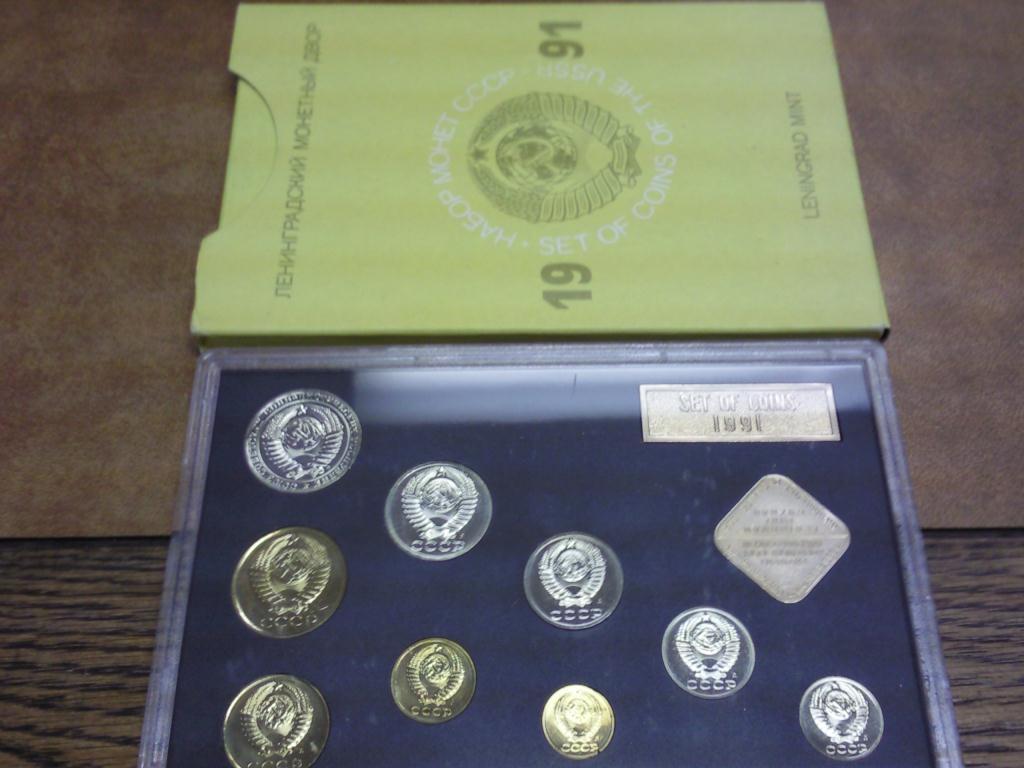 ЛЕНИНГРАДСКИЙ МОНЕТНЫЙ ДВОР
НАБОР МОНЕТ СССР · SET OF COINS OF THE USSR
19 91
LENINGRAD MINT
SET OF COINS
1991
СССР
СССР
СССР
СССР
СССР
СССР
СССР
СССР